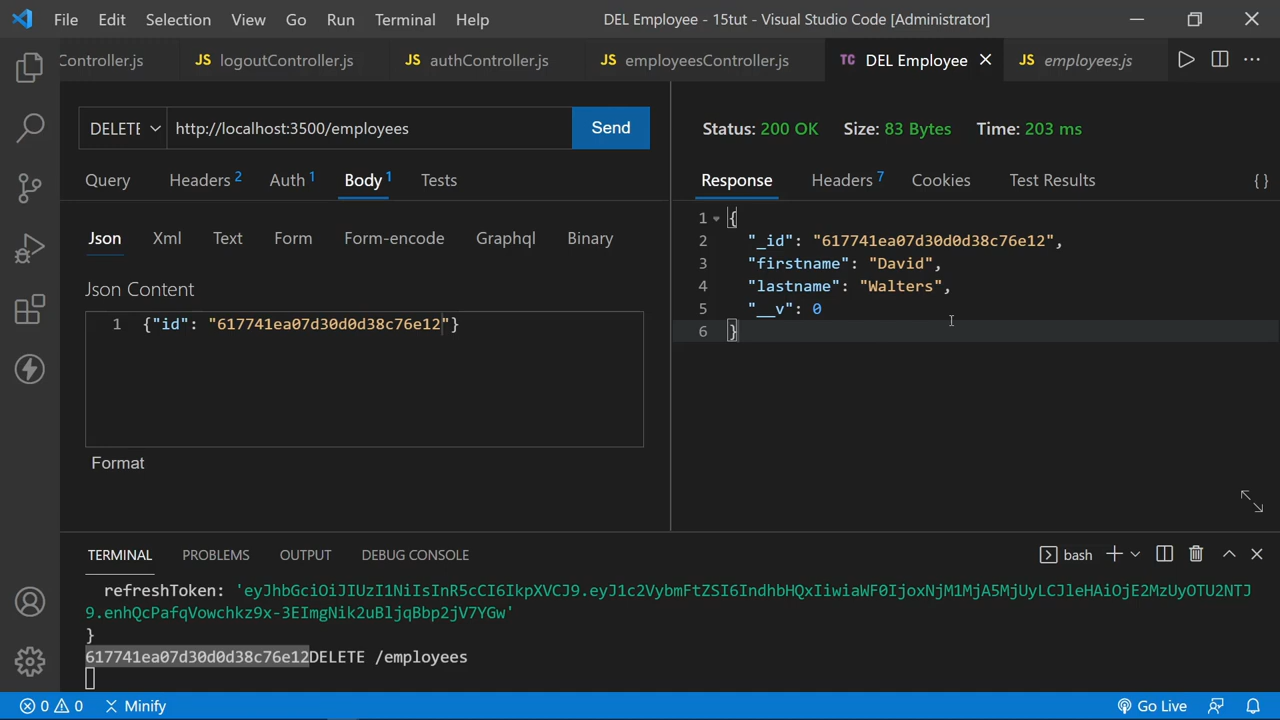 File Edit Selection View Go Run Terminal Help DEL Employee - 15tut - Visual Studio Code [Administrator]
Controller.js JS logoutController.js JS authController.js JS employeesController.js TC DEL Employee JS employees.js
DELETE http://localhost:3500/employees Send
Status: 200 OK Size: 83 Bytes Time: 203 ms
Query Headers 2 Auth 1 Body 1 Tests
Response Headers 7 Cookies Test Results { }
Json Xml Text Form Form-encode Graphql Binary
Json Content
1 {"id": "617741ea07d30d0d38c76e12"}
Format
1 {
2 "_id": "617741ea07d30d0d38c76e12",
3 "firstname": "David",
4 "lastname": "Walters",
5 "__v": 0
6 }
TERMINAL PROBLEMS OUTPUT DEBUG CONSOLE bash
refreshToken: 'eyJhbGciOiJIUzI1NiIsInR5cCI6IkpXVCJ9.eyJ1c2VybmFtZSI6IndhbHQxIiwiaWF0IjoxNjM1MjA5MjUyLCJleHAiOjE2MzUyOTU2NTJ
9.enhQcPafqVowchkz9x-3EImgNik2uBljqBbp2jV7YGw'
}
617741ea07d30d0d38c76e12DELETE /employees
0 0 Minify Go Live